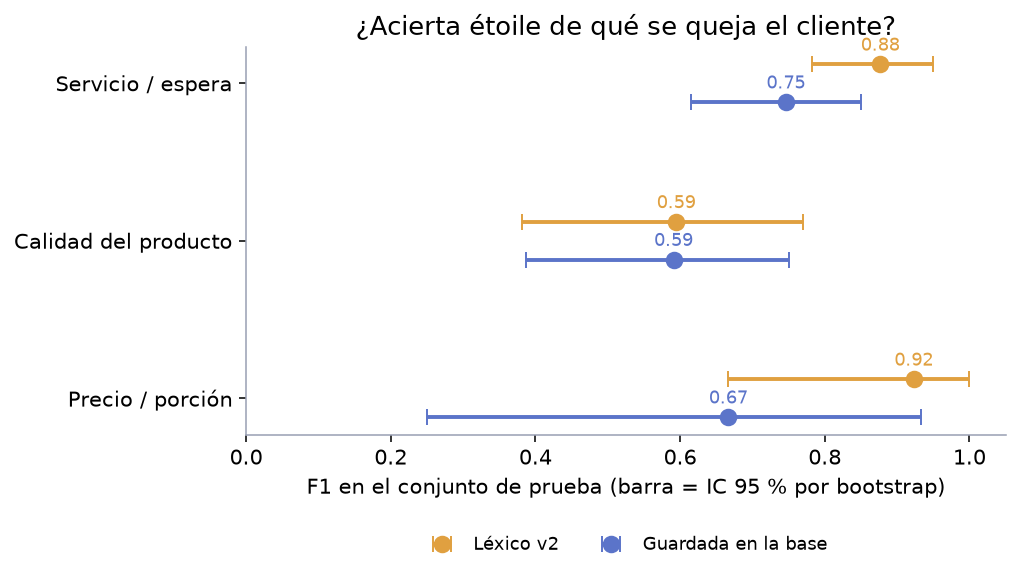 ¿Acierta étoile de qué se queja el cliente?
0.88
Servicio / espera
0.75
0.59
Calidad del producto
0.59
0.92
Precio / porción
0.67
0.0 0.2 0.4 0.6 0.8 1.0
F1 en el conjunto de prueba (barra = IC 95 % por bootstrap)
Léxico v2 Guardada en la base